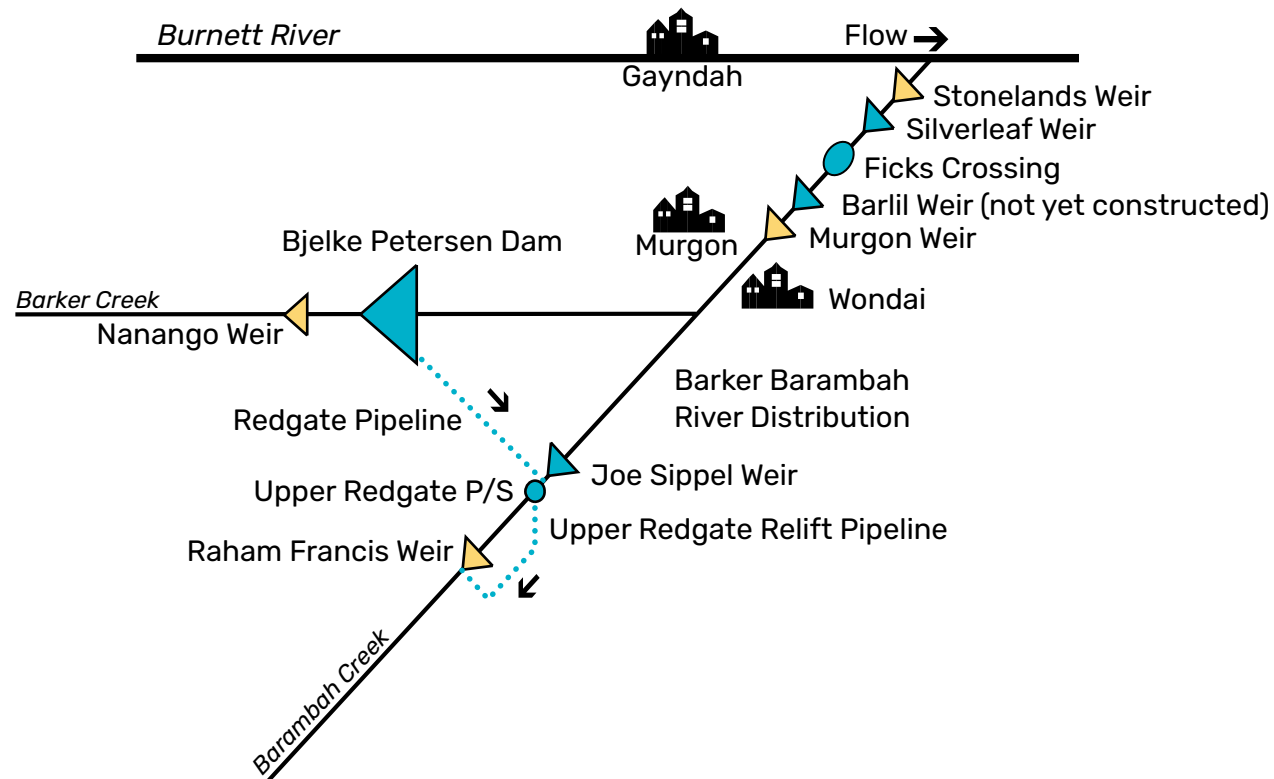 Burnett River
Flow
Gayndah
Stonelands Weir
Silverleaf Weir
Ficks Crossing
Barlil Weir (not yet constructed)
Murgon Weir
Murgon
Bjelke Petersen Dam
Wondai
Barker Creek
Nanango Weir
Barker Barambah
River Distribution
Redgate Pipeline
Joe Sippel Weir
Upper Redgate P/S
Upper Redgate Relift Pipeline
Raham Francis Weir
Barambah Creek